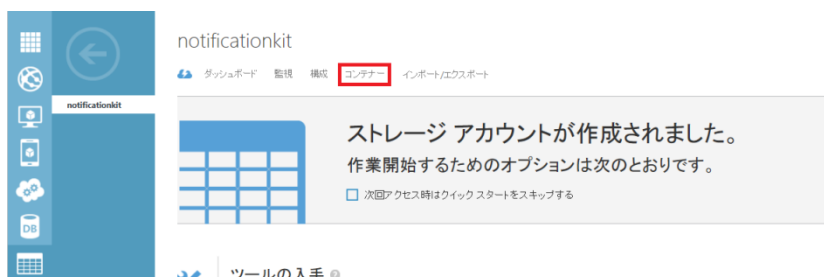 notificationkit
ダッシュボード 監視 構成 コンテナー インポート/エクスポート
notificationkit
ストレージ アカウントが作成されました。
作業開始するためのオプションは次のとおりです。
次回アクセス時はクイック スタートをスキップする
DB
ツールの入手